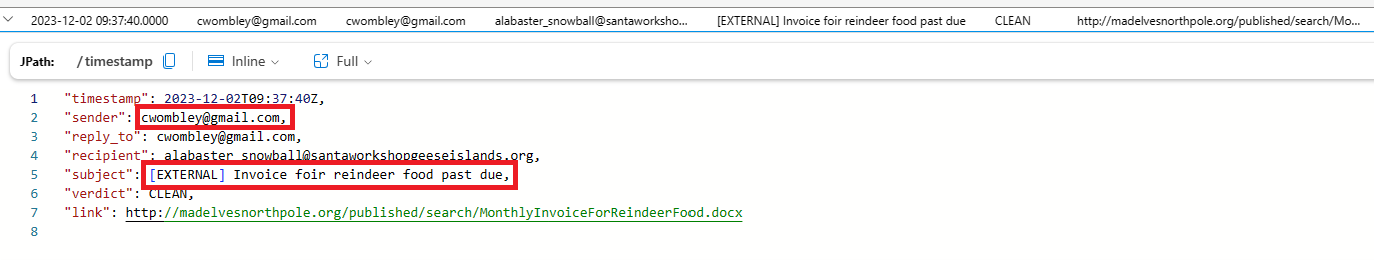 2023-12-02 09:37:40.0000 cwombley@gmail.com cwombley@gmail.com alabaster_snowball@santaworksho... [EXTERNAL] Invoice foir reindeer food past due CLEAN http://madelvesnorthpole.org/published/search/Mo...
JPath: /timestamp Inline Full
1 "timestamp": 2023-12-02T09:37:40Z,
2 "sender": cwombley@gmail.com,
3 "reply_to": cwombley@gmail.com,
4 "recipient": alabaster_snowball@santaworkshopgeeseislands.org,
5 "subject": [EXTERNAL] Invoice foir reindeer food past due,
6 "verdict": CLEAN,
7 "link": http://madelvesnorthpole.org/published/search/MonthlyInvoiceForReindeerFood.docx
8